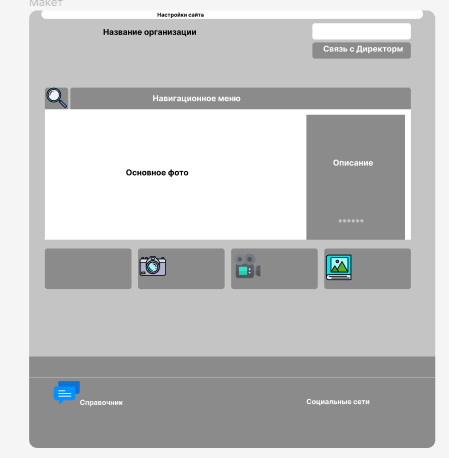 Макет
Настройки сайта
Название организации
Связь с Директорм
Навигационное меню
Основное фото
Описание
******
Справочник
Социальные сети